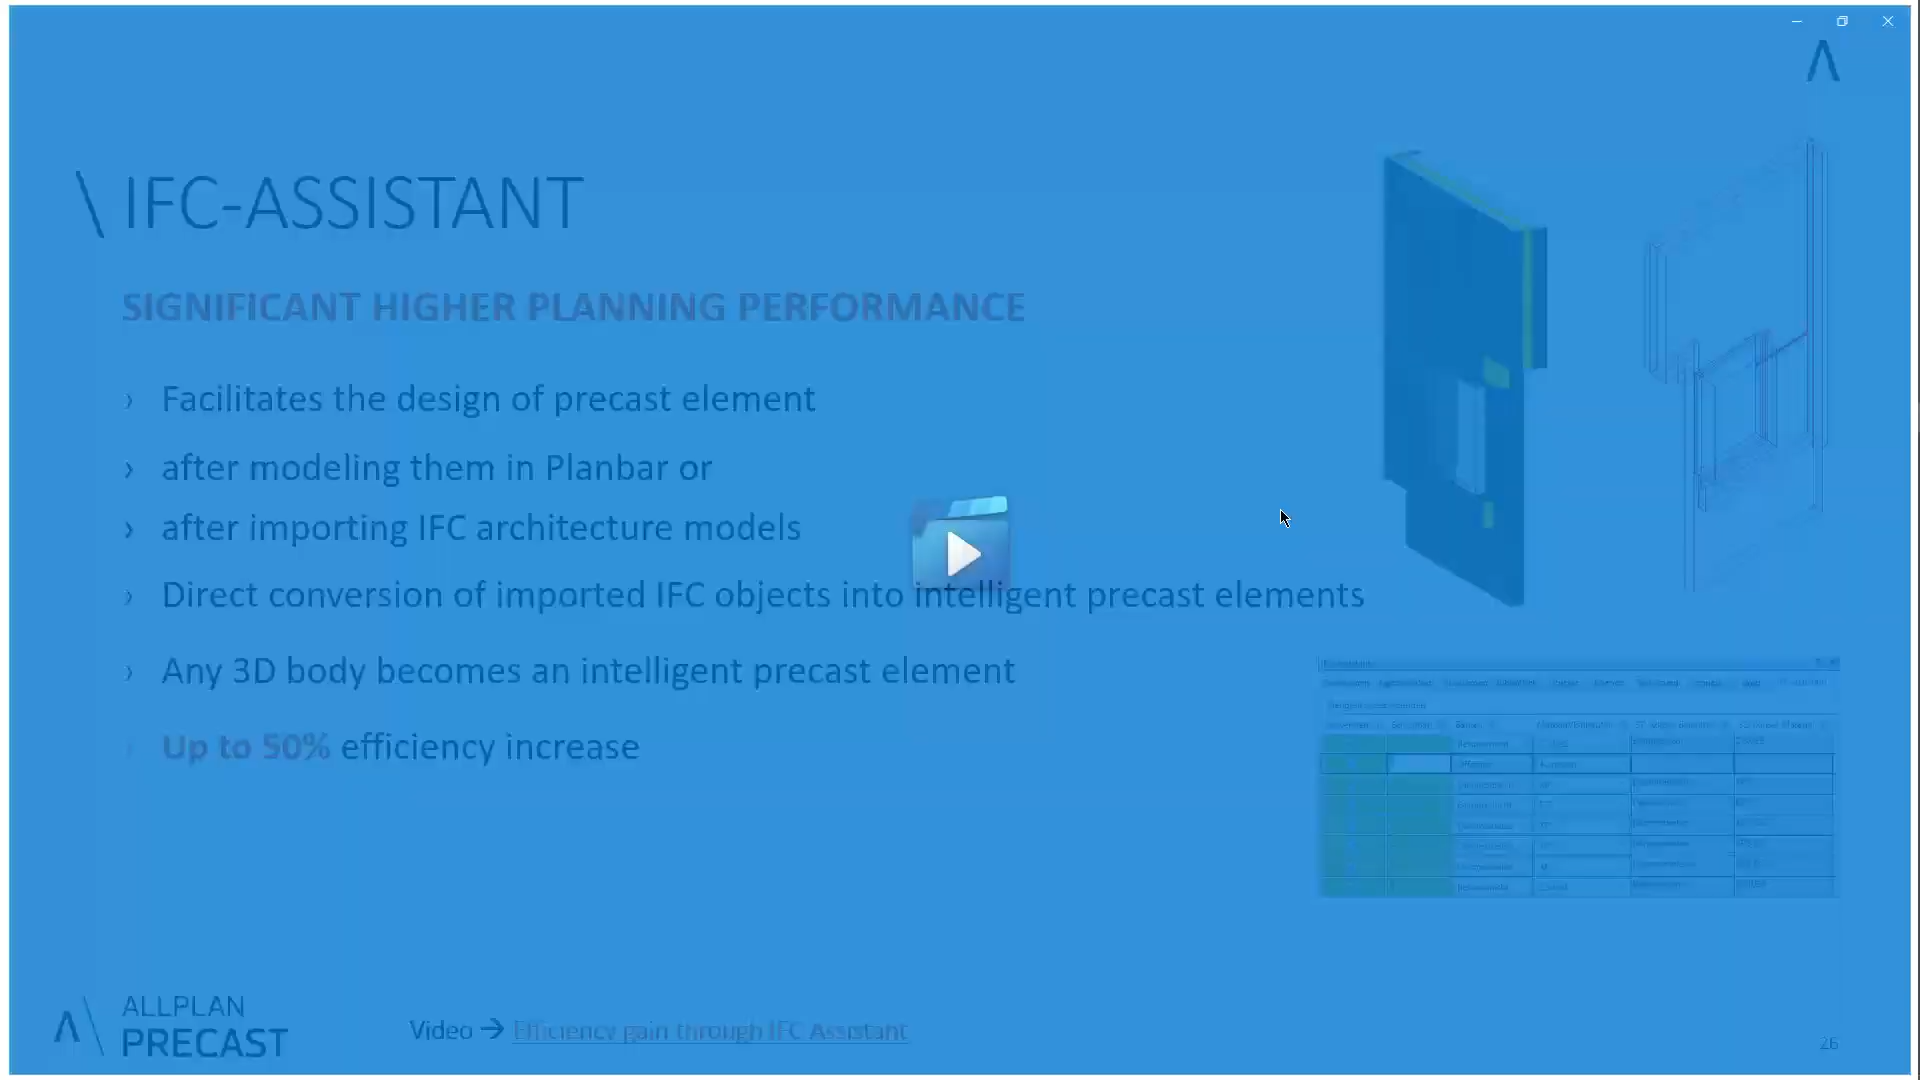 \ IFC-ASSISTANT
SIGNIFICANT HIGHER PLANNING PERFORMANCE
› Facilitates the design of precast element
› after modeling them in Planbar or
› after importing IFC architecture models
› Direct conversion of imported IFC objects into intelligent precast elements
› Any 3D body becomes an intelligent precast element
› Up to 50% efficiency increase
ALLPLAN
PRECAST
Video → Efficiency gain through IFC Assistant
26